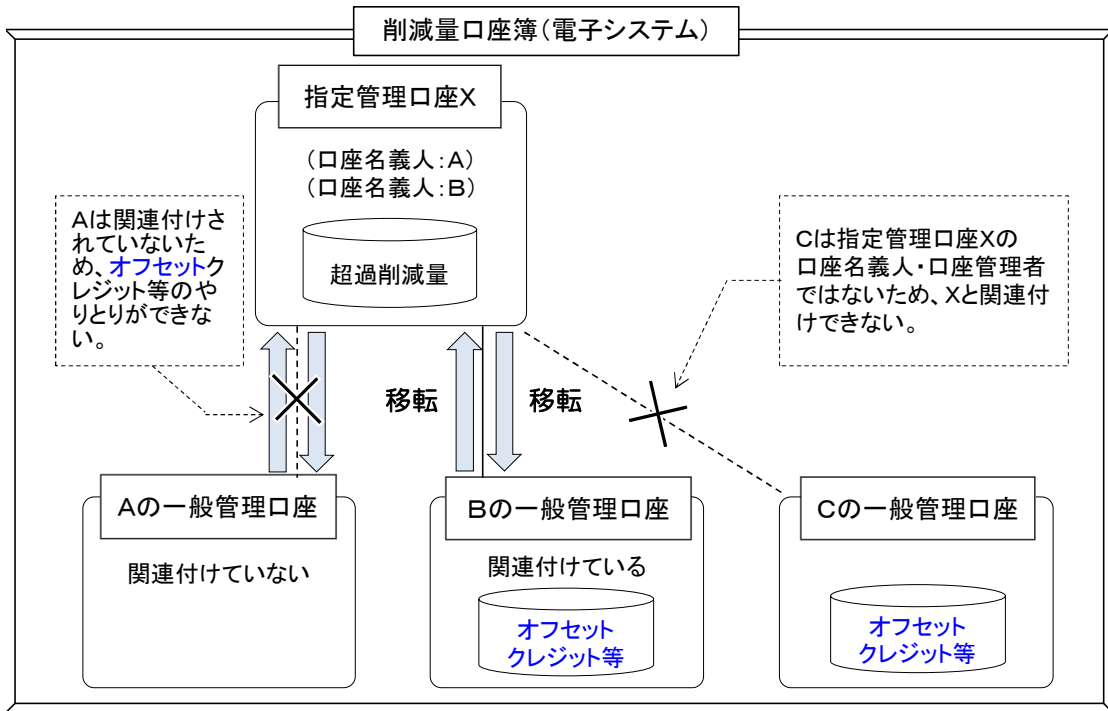 削減量口座簿（電子システム）
指定管理口座X
（口座名義人：A）
（口座名義人：B）
超過削減量
Aは関連付けさ
れていないた
め、オフセットク
レジット等のや
りとりができな
い。
Cは指定管理口座Xの
口座名義人・口座管理者
ではないため、Xと関連付
けできない。
移転
移転
Aの一般管理口座
関連付けていない
Bの一般管理口座
関連付けている
オフセット
クレジット等
Cの一般管理口座
オフセット
クレジット等